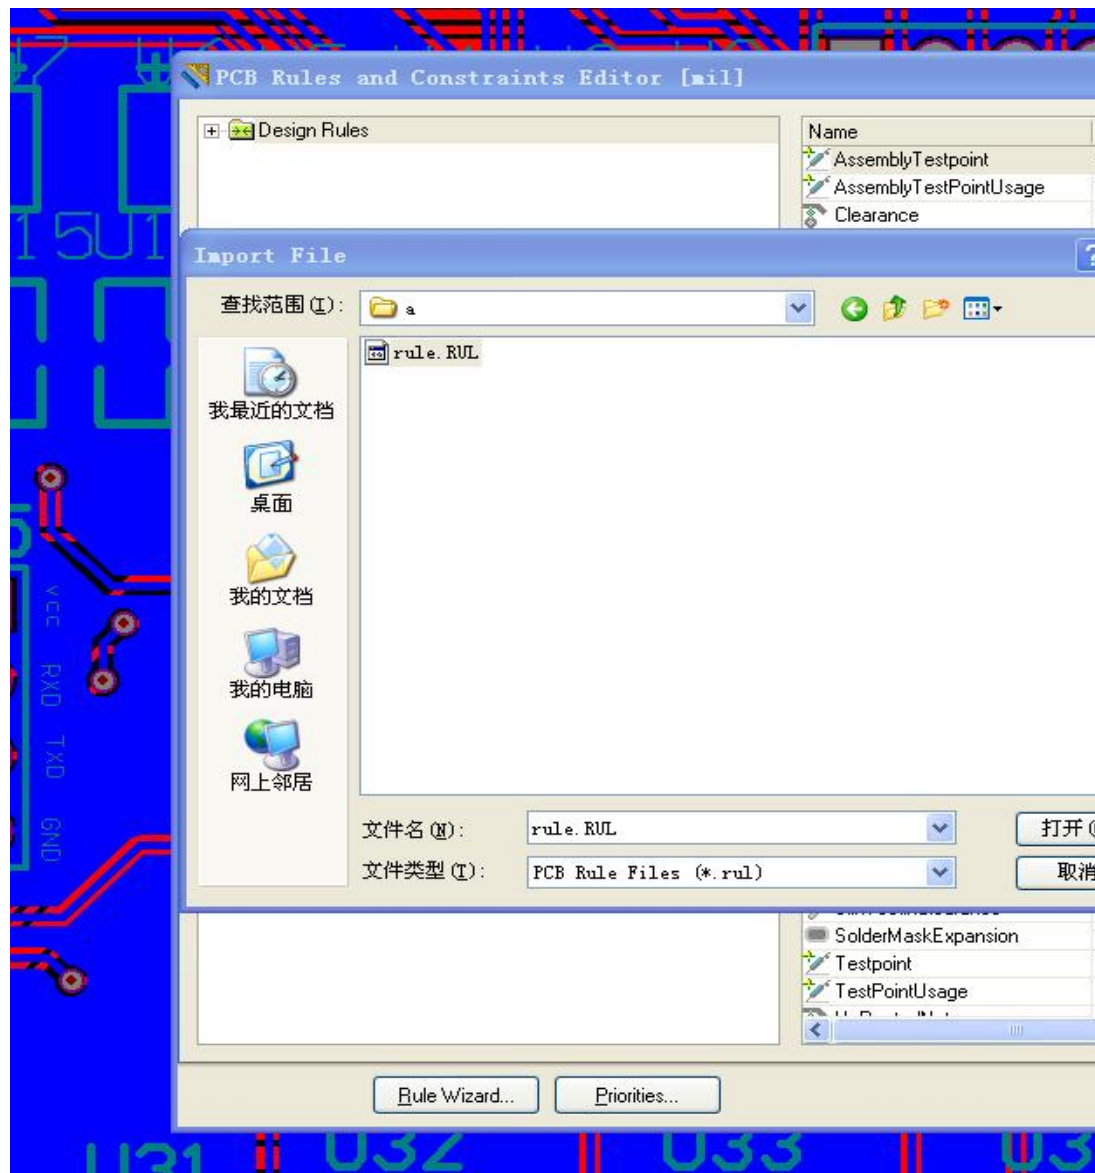 PCB Rules and Constraints Editor [mil]
Design Rules
Name
AssemblyTestpoint
AssemblyTestPointUsage
Clearance
15U1
Import File
查找范围(I):
a
rule.RUL
我最近的文档
桌面
我的文档
我的电脑
网上邻居
VCC
RXD
TXD
GND
文件名(N):
rule.RUL
打开(
文件类型(T):
PCB Rule Files (*.rul)
取消
SolderMaskExpansion
Testpoint
TestPointUsage
Rule Wizard...
Priorities...
U31
U32
U33
U3